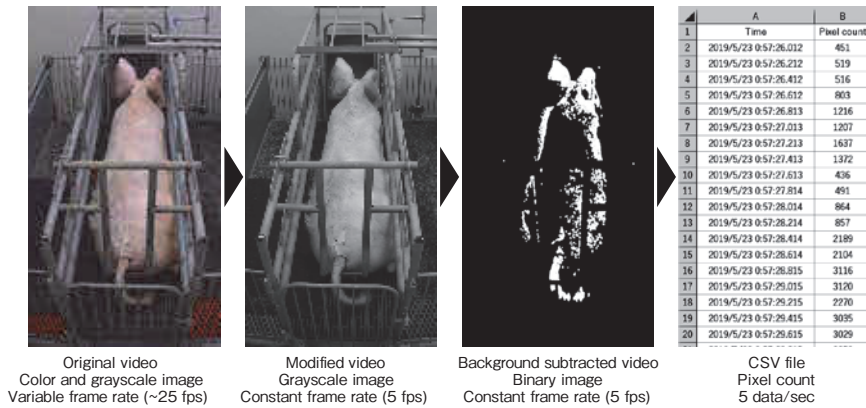 A B
1 Time Pixel count
2 2019/5/23 0:57:26.012 451
3 2019/5/23 0:57:26.212 519
4 2019/5/23 0:57:26.412 516
5 2019/5/23 0:57:26.612 803
6 2019/5/23 0:57:26.813 1216
7 2019/5/23 0:57:27.013 1207
8 2019/5/23 0:57:27.213 1637
9 2019/5/23 0:57:27.413 1372
10 2019/5/23 0:57:27.613 436
11 2019/5/23 0:57:27.814 491
12 2019/5/23 0:57:28.014 864
13 2019/5/23 0:57:28.214 857
14 2019/5/23 0:57:28.414 2189
15 2019/5/23 0:57:28.614 2104
16 2019/5/23 0:57:28.815 3116
17 2019/5/23 0:57:29.015 3120
18 2019/5/23 0:57:29.215 2270
19 2019/5/23 0:57:29.415 3035
20 2019/5/23 0:57:29.615 3029
Original video
Color and grayscale image
Variable frame rate (~25 fps)
Modified video
Grayscale image
Constant frame rate (5 fps)
Background subtracted video
Binary image
Constant frame rate (5 fps)
CSV file
Pixel count
5 data/sec